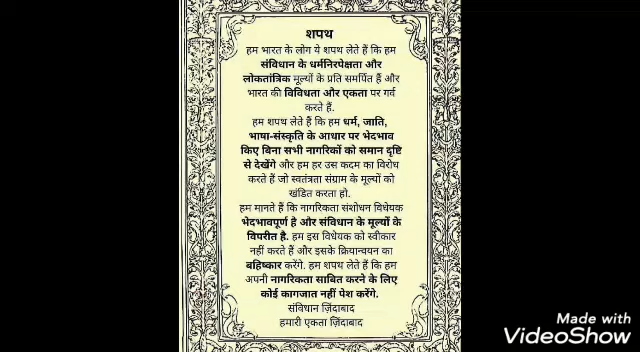 शपथ
हम भारत के लोग ये शपथ लेते हैं कि हम
संविधान के धर्मनिरपेक्षता और
लोकतांत्रिक मूल्यों के प्रति समर्पित हैं और
भारत की विविधता और एकता पर गर्व
करते हैं.
हम शपथ लेते हैं कि हम धर्म, जाति,
भाषा-संस्कृति के आधार पर भेदभाव
किए बिना सभी नागरिकों को समान दृष्टि
से देखेंगे और हम हर उस कदम का विरोध
करते हैं जो स्वतंत्रता संग्राम के मूल्यों को
खंडित करता हो.
हम मानते हैं कि नागरिकता संशोधन विधेयक
भेदभावपूर्ण है और संविधान के मूल्यों के
विपरीत है. हम इस विधेयक को स्वीकार
नहीं करते हैं और इसके क्रियान्वयन का
बहिष्कार करेंगे. हम शपथ लेते हैं कि हम
अपनी नागरिकता साबित करने के लिए
कोई कागजात नहीं पेश करेंगे.
संविधान ज़िंदाबाद
हमारी एकता ज़िंदाबाद
Made with
VideoShow